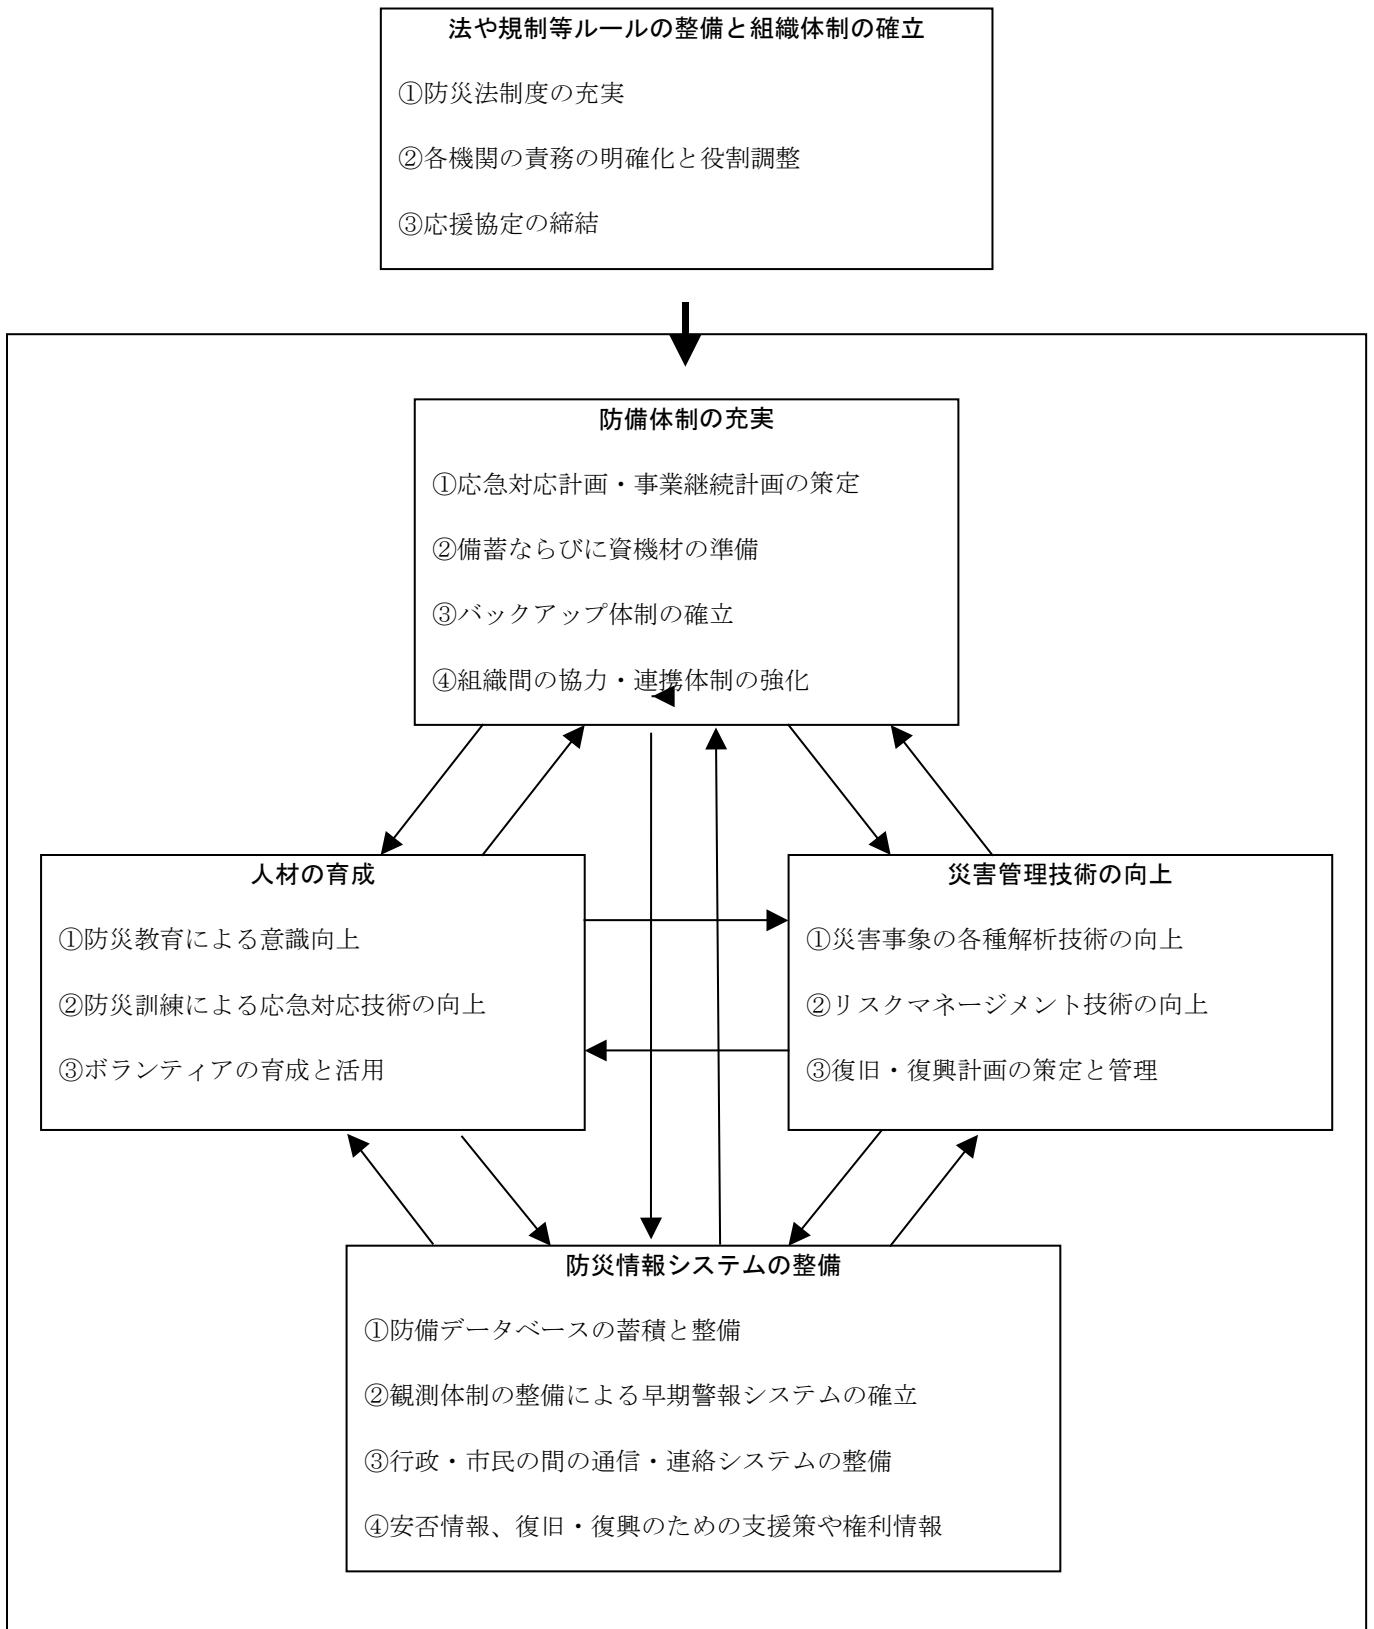 法や規制等ルールの整備と組織体制の確立
①防災法制度の充実
②各機関の責務の明確化と役割調整
③応援協定の締結
防備体制の充実
①応急対応計画・事業継続計画の策定
②備蓄ならびに資機材の準備
③バックアップ体制の確立
④組織間の協力・連携体制の強化
人材の育成
①防災教育による意識向上
②防災訓練による応急対応技術の向上
③ボランティアの育成と活用
災害管理技術の向上
①災害事象の各種解析技術の向上
②リスクマネージメント技術の向上
③復旧・復興計画の策定と管理
防災情報システムの整備
①防備データベースの蓄積と整備
②観測体制の整備による早期警報システムの確立
③行政・市民の間の通信・連絡システムの整備
④安否情報、復旧・復興のための支援策や権利情報